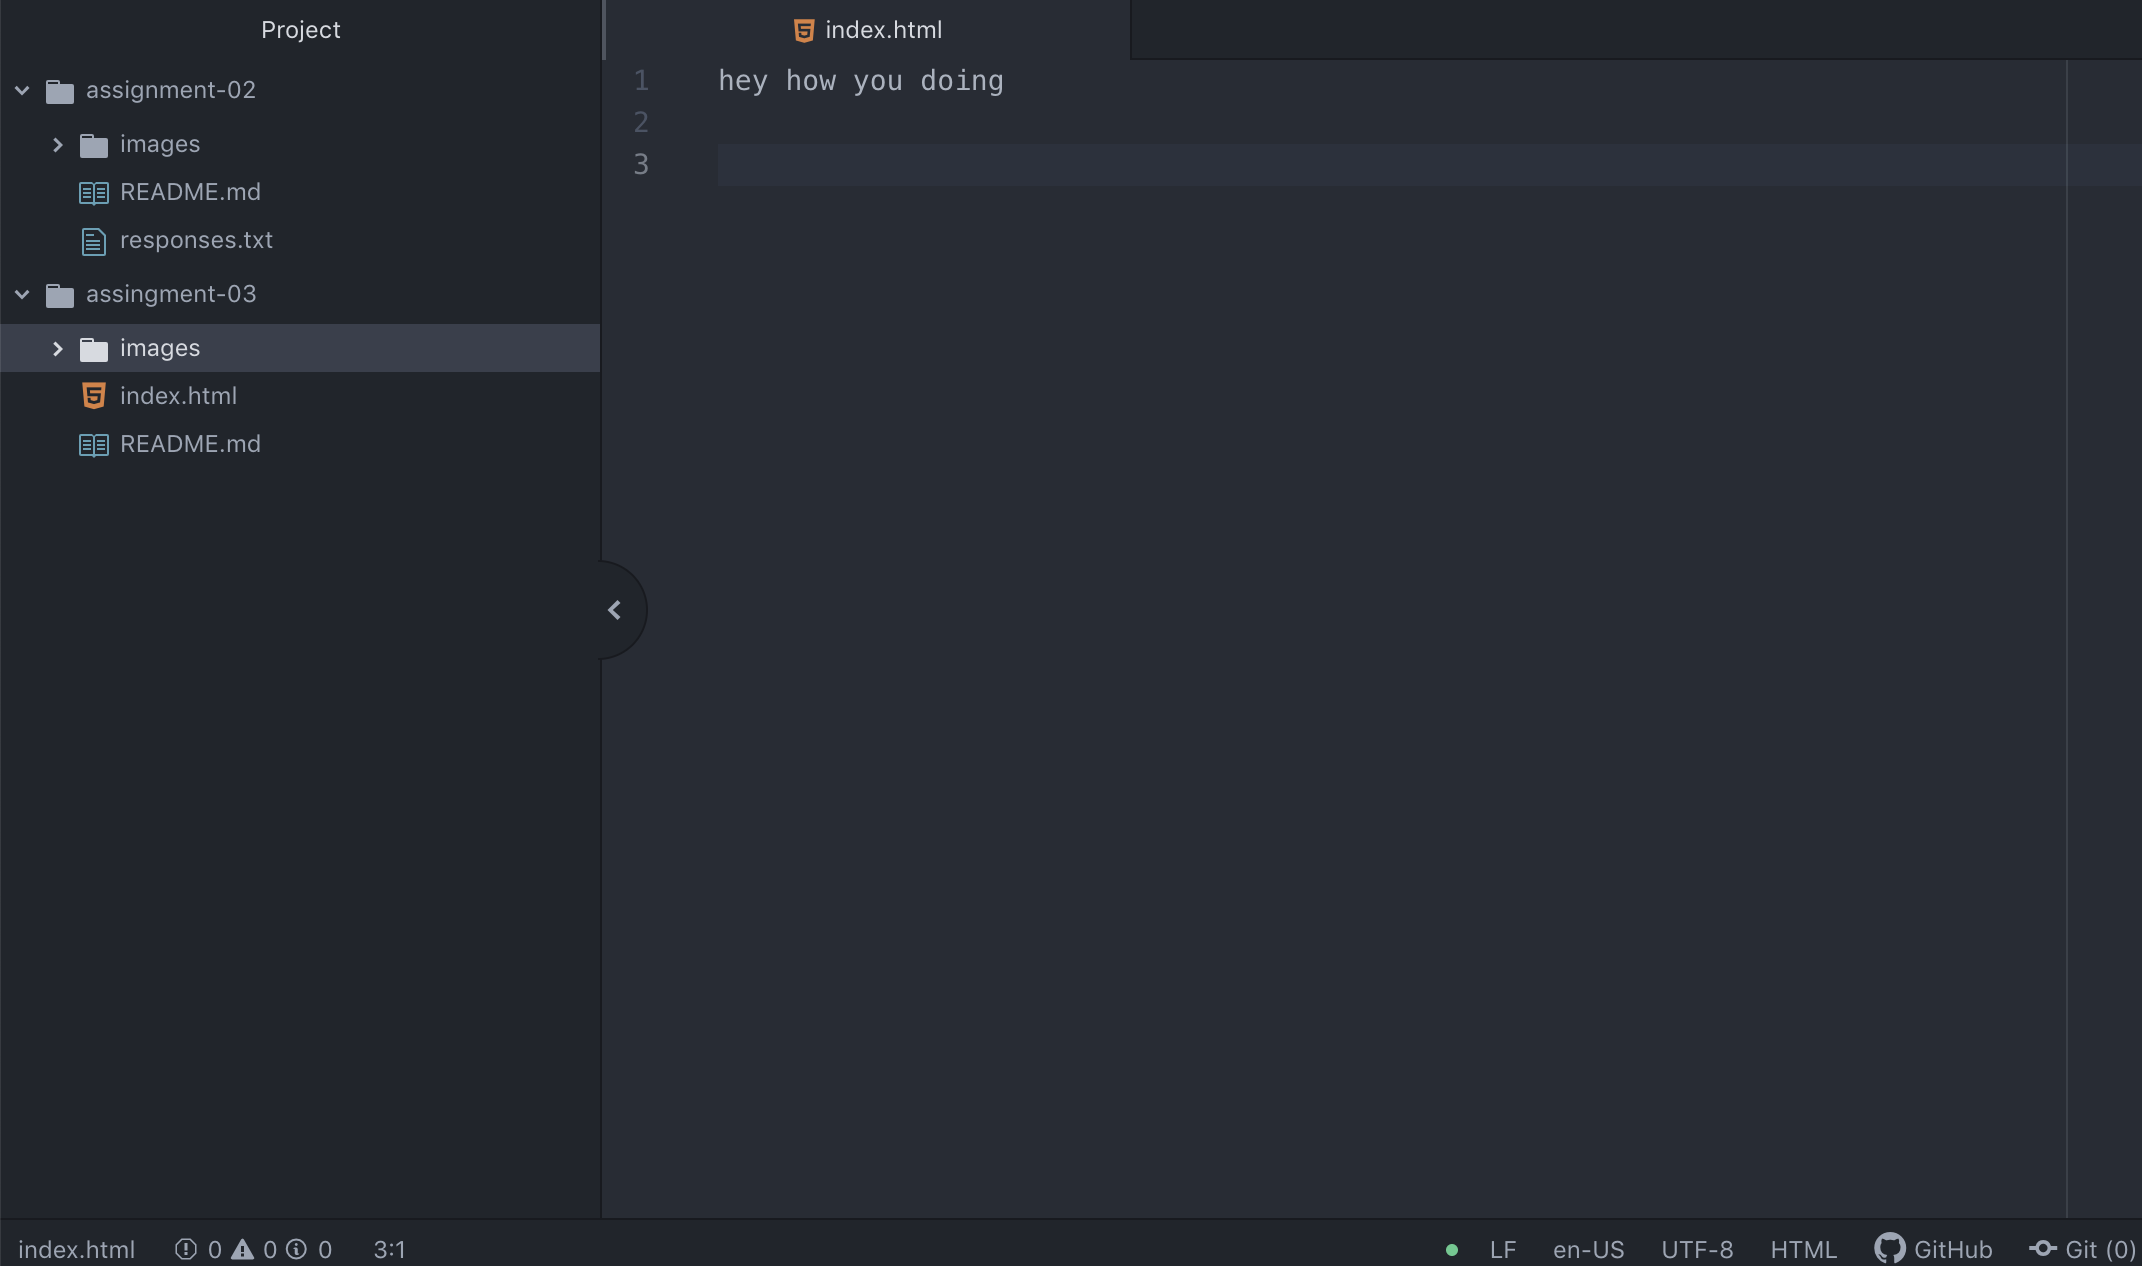 Project
assignment-02
images
README.md
responses.txt
assingment-03
images
index.html
README.md
index.html
1 hey how you doing
2
3
index.html 0 0 0 3:1 LF en-US UTF-8 HTML GitHub Git (0)